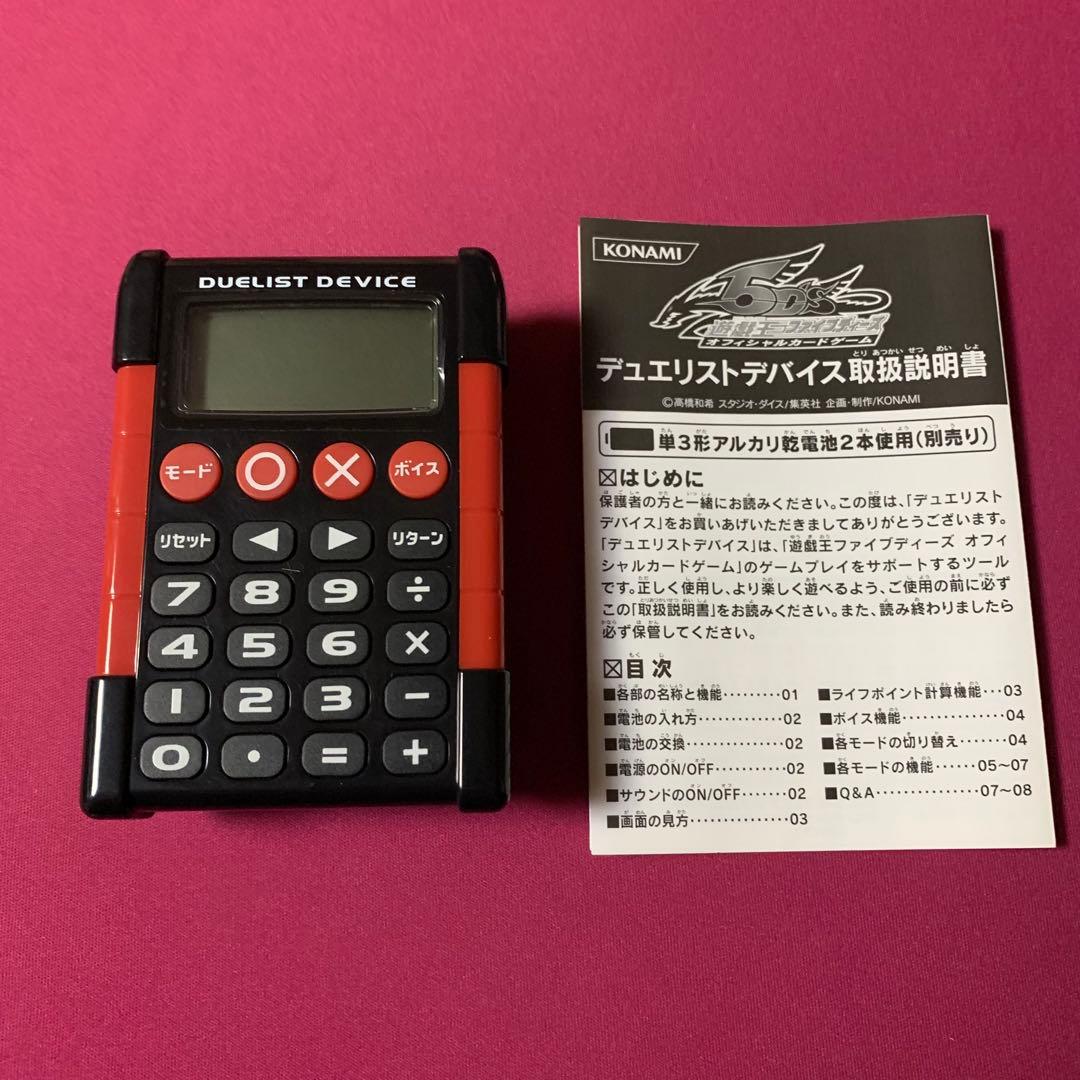 DUELIST DEVICE
モード
ボイス
リセット ◀ ▶ リターン
7 8 9 ÷
4 5 6 ×
1 2 3 −
0 . = +
KONAMI
5D's
遊戯王ファイブディーズ
オフィシャルカードゲーム
デュエリストデバイス取扱説明書
©高橋和希 スタジオ・ダイス/集英社 企画・制作/KONAMI
単3形アルカリ乾電池2本使用(別売り)
はじめに
保護者の方と一緒にお読みください。この度は、「デュエリスト
デバイス」をお買いあげいただきましてありがとうございます。
「デュエリストデバイス」は、「遊戯王ファイブディーズ オフィ
シャルカードゲーム」のゲームプレイをサポートするツール
です。正しく使用し、より楽しく遊べるよう、ご使用の前に必ず
この「取扱説明書」をお読みください。また、読み終わりましたら
必ず保管してください。
目次
■各部の名称と機能………01
■電池の入れ方…………02
■電池の交換……………02
■電源のON/OFF………02
■サウンドのON/OFF……02
■画面の見方……………03
■ライフポイント計算機能…03
■ボイス機能……………04
■各モードの切り替え……04
■各モードの機能……05~07
■Q&A……………07~08